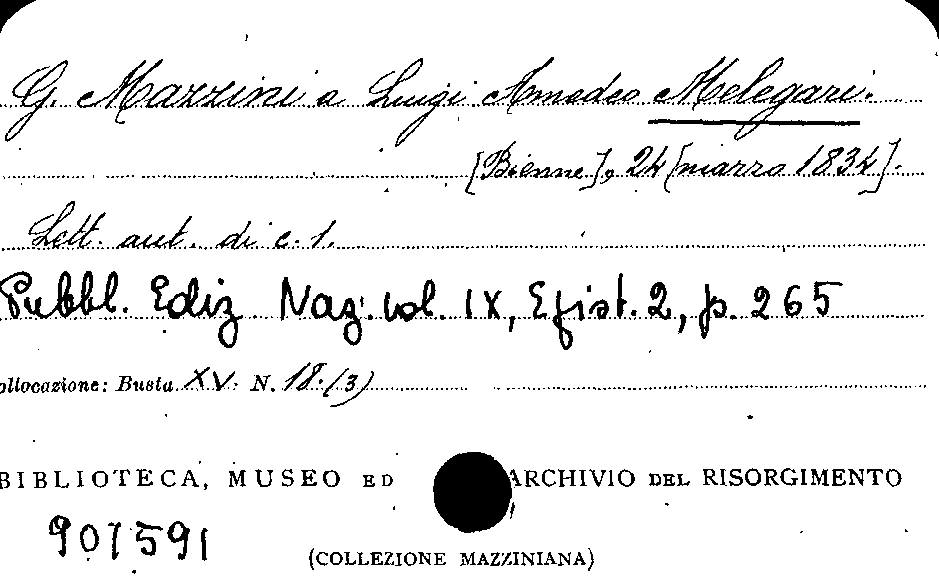 G. Mazzini a Luigi Amedeo Melegari.
[Bienne], 24 [marzo 1834].
Lett. aut. di c. 1.
Pubbl. Ediz. Naz. vol. IX, Epist. 2, p. 265
ollocazione: Busta XV. N. 18. (3)
BIBLIOTECA, MUSEO ED ARCHIVIO DEL RISORGIMENTO
901591
(COLLEZIONE MAZZINIANA)